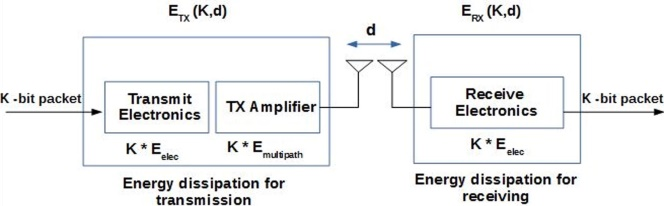 E_TX (K,d)
E_RX (K,d)
d
K -bit packet
Transmit
Electronics
TX Amplifier
Receive
Electronics
K -bit packet
K * E_elec
K * E_multipath
K * E_elec
Energy dissipation for
transmission
Energy dissipation for
receiving